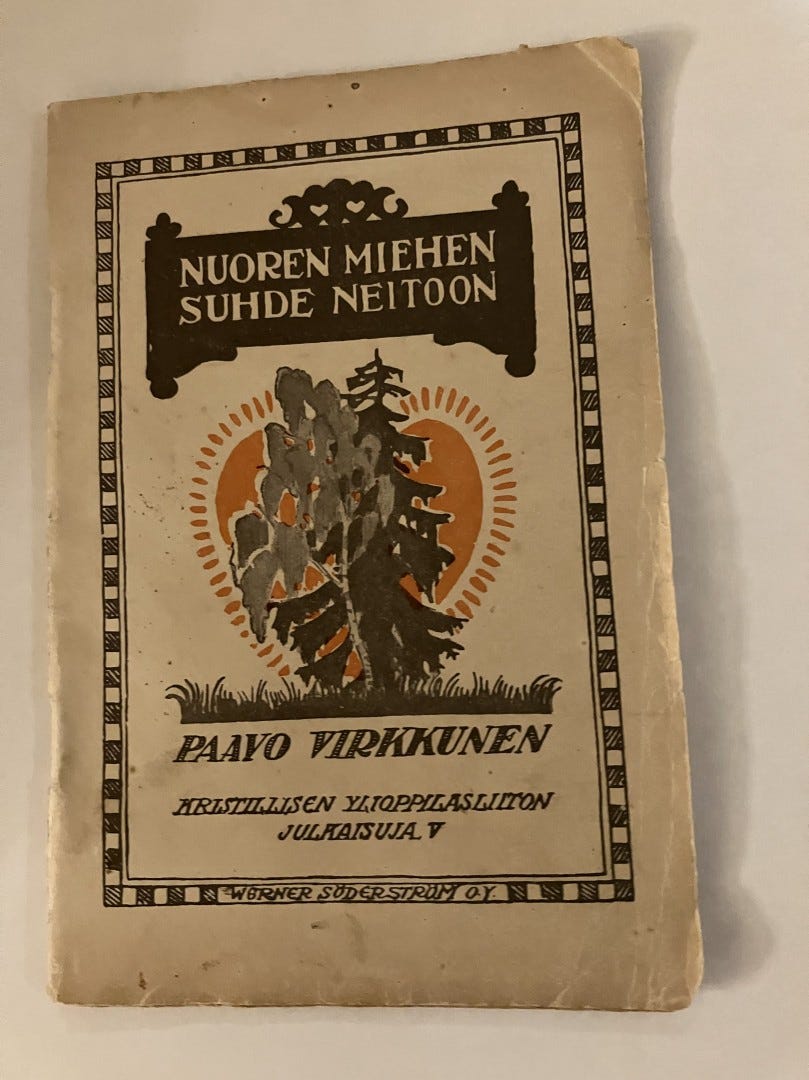 NUOREN MIEHEN
SUHDE NEITOON
PAAVO VIRKKUNEN
KRISTILLISEN YLIOPPILASLIITON
JULKAISUJA V
WERNER SÖDERSTRÖM O.Y.